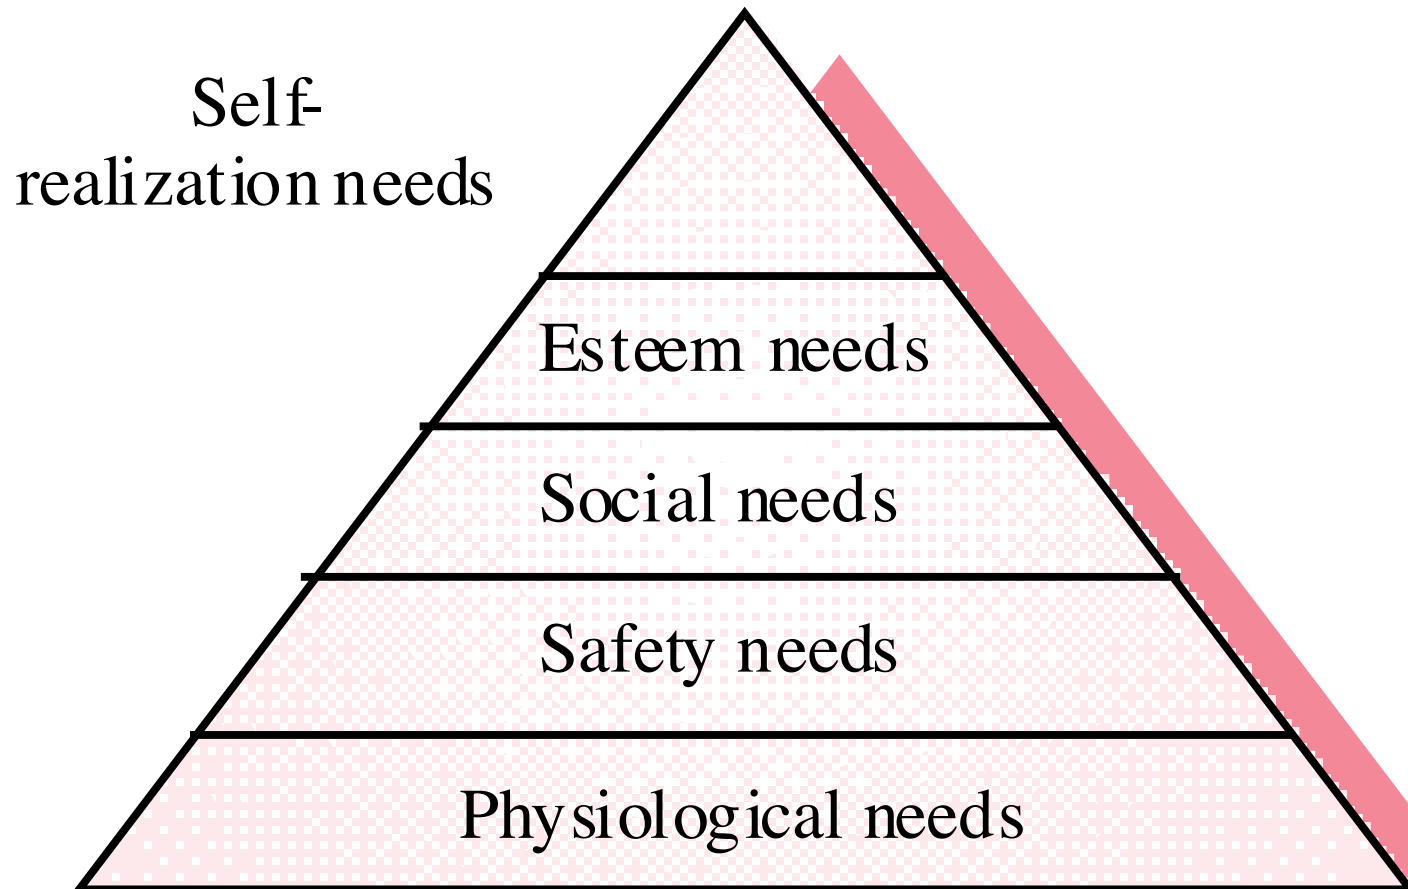 Self-
realization needs
Esteem needs
Social needs
Safety needs
Physiological needs